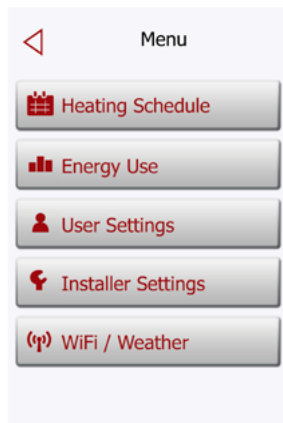 Menu
Heating Schedule
Energy Use
User Settings
Installer Settings
WiFi / Weather